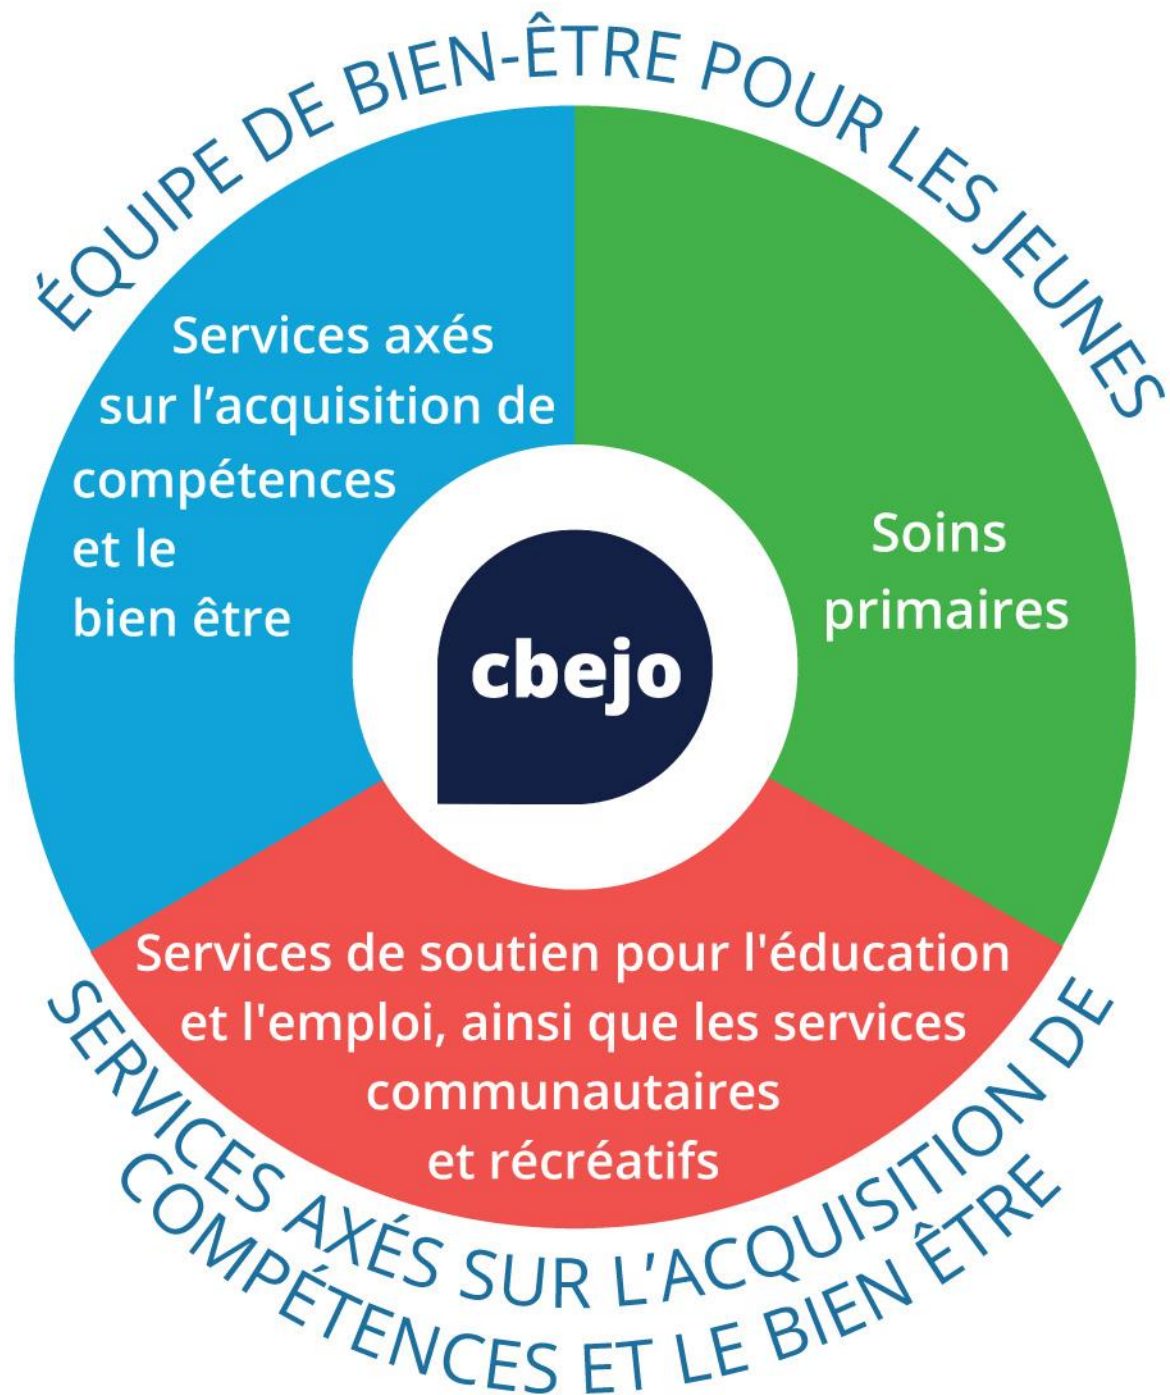 ÉQUIPE DE BIEN-ÊTRE POUR LES JEUNES
Services axés
sur l’acquisition de
compétences
et le
bien être
Soins
primaires
cbejo
Services de soutien pour l'éducation
et l'emploi, ainsi que les services
communautaires
et récréatifs
SERVICES AXÉS SUR L’ACQUISITION DE
COMPÉTENCES ET LE BIEN ÊTRE